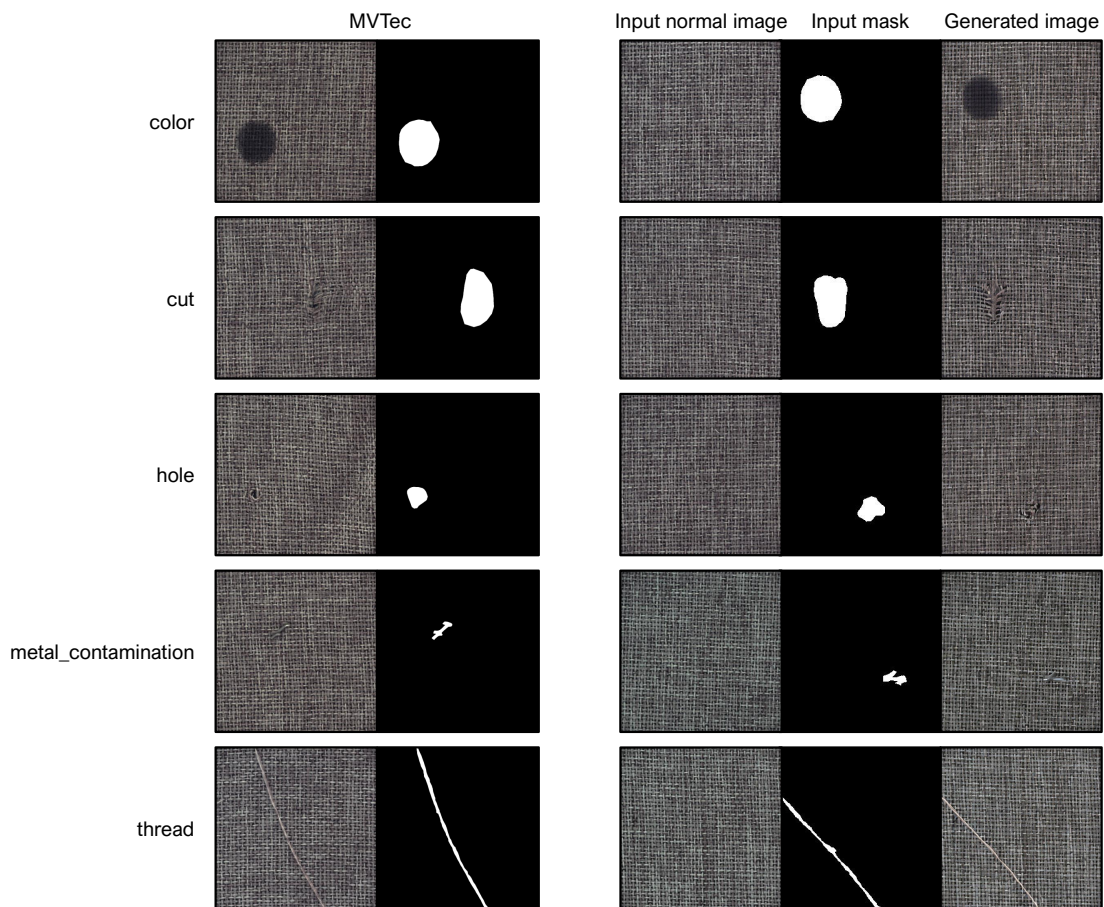 MVTec
Input normal image Input mask Generated image
color
cut
hole
metal_contamination
thread